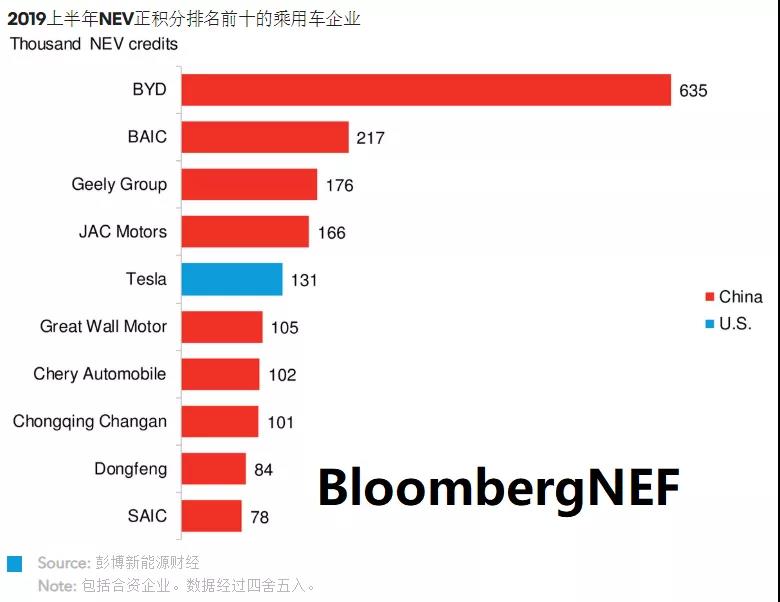 2019上半年NEV正积分排名前十的乘用车企业
Thousand NEV credits
BYD 635
BAIC 217
Geely Group 176
JAC Motors 166
Tesla 131
China
Great Wall Motor 105
U.S.
Chery Automobile 102
Chongqing Changan 101
Dongfeng 84
BloombergNEF
SAIC 78
Source: 彭博新能源财经
Note: 包括合资企业。数据经过四舍五入。